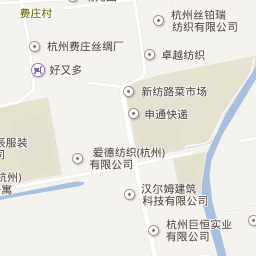 费庄村
杭州丝铂瑞
纺织有限公司
杭州费庄丝绸厂
卓越纺织
好又多
新纺路菜市场
申通快递
辰服装
司
爱德纺织(杭州)
有限公司
杭州)
寓
汉尔姆建筑
科技有限公司
杭州巨恒实业
有限公司